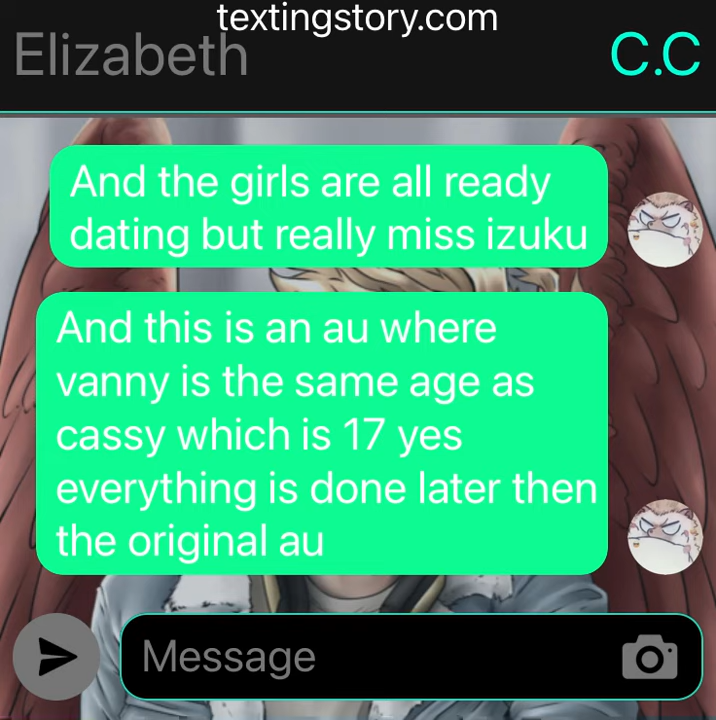 textingstory.com
Elizabeth
C.C
And the girls are all ready
dating but really miss izuku
And this is an au where
vanny is the same age as
cassy which is 17 yes
everything is done later then
the original au
Message